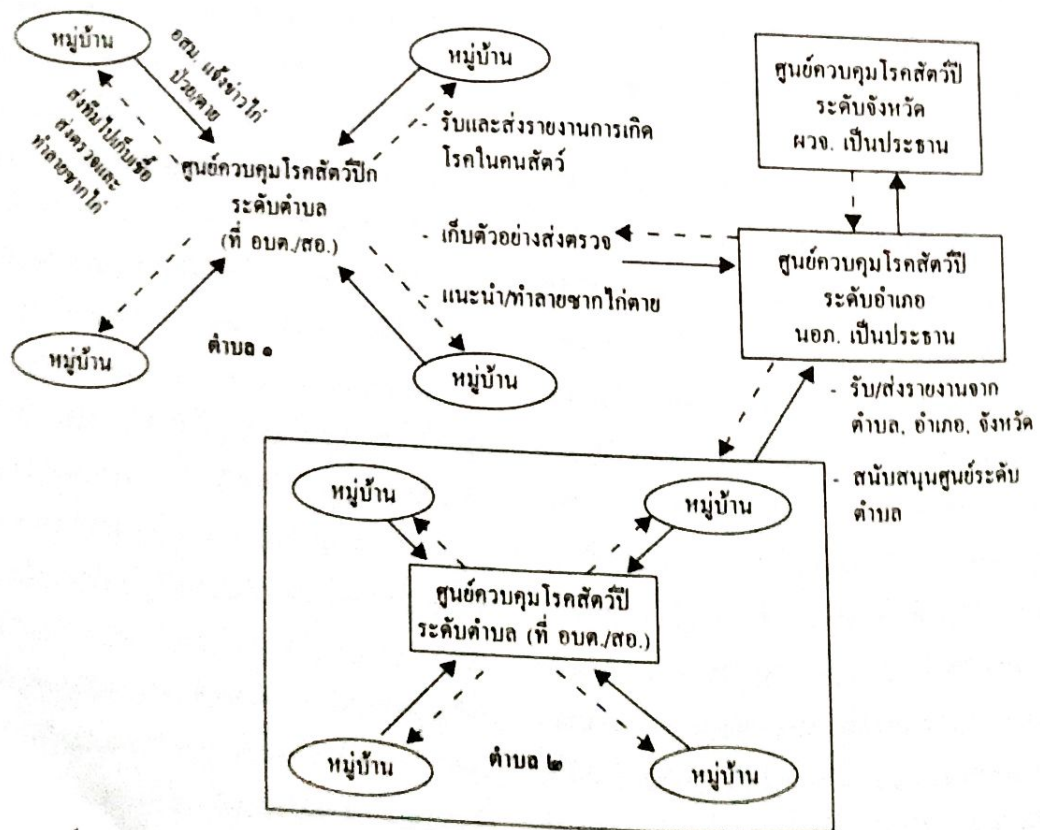 หมู่บ้าน
อสม. แจ้งข่าวไก่
ป่วย/ตาย
ส่งทีมไปเก็บเชื้อ
ส่งตรวจและ
ทำลายซากไก่
หมู่บ้าน
- รับและส่งรายงานการเกิด
โรคในคนสัตว์
ศูนย์ควบคุมโรคสัตว์ปีก
ระดับตำบล
(ที่ อบต./สอ.)
- เก็บตัวอย่างส่งตรวจ
- แนะนำ/ทำลายซากไก่ตาย
หมู่บ้าน
ตำบล ๑
หมู่บ้าน
ศูนย์ควบคุมโรคสัตว์ปี
ระดับจังหวัด
ผวจ. เป็นประธาน
ศูนย์ควบคุมโรคสัตว์ปี
ระดับอำเภอ
นอภ. เป็นประธาน
- รับ/ส่งรายงานจาก
ตำบล, อำเภอ, จังหวัด
- สนับสนุนศูนย์ระดับ
ตำบล
หมู่บ้าน
หมู่บ้าน
ศูนย์ควบคุมโรคสัตว์ปี
ระดับตำบล (ที่ อบต./สอ.)
หมู่บ้าน
ตำบล ๒
หมู่บ้าน